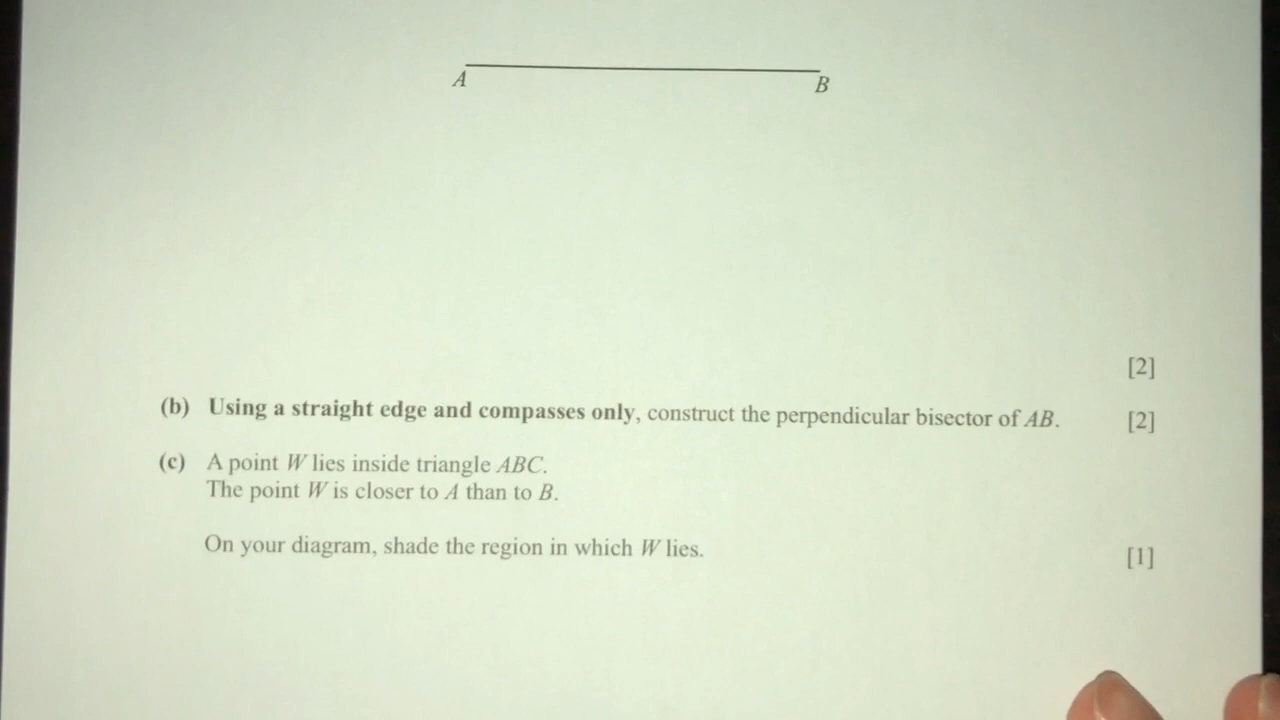 A
B
[2]
(b) Using a straight edge and compasses only, construct the perpendicular bisector of AB. [2]
(c) A point W lies inside triangle ABC.
The point W is closer to A than to B.
On your diagram, shade the region in which W lies. [1]